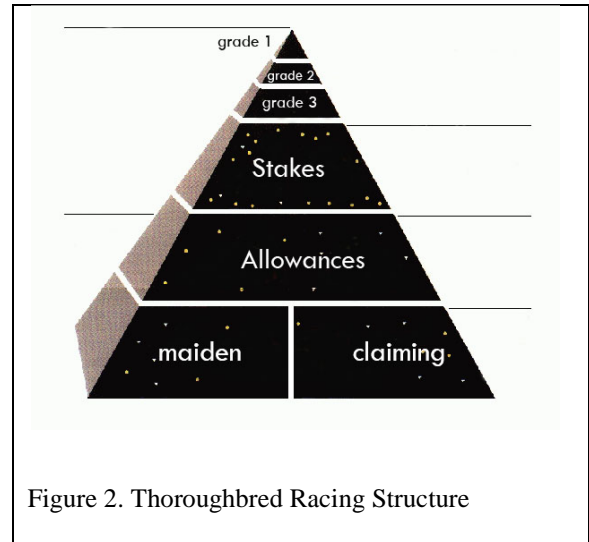 grade 1
grade 2
grade 3
Stakes
Allowances
maiden claiming
Figure 2. Thoroughbred Racing Structure